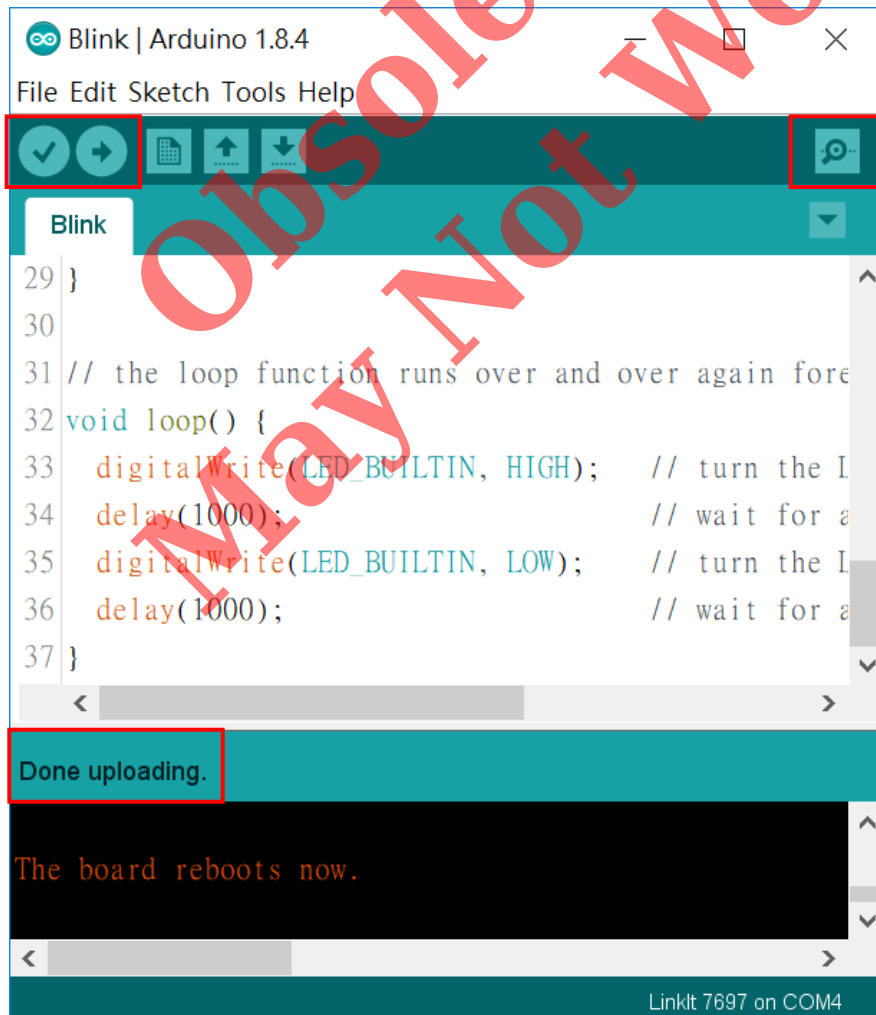 Blink | Arduino 1.8.4
File Edit Sketch Tools Help
Blink
29 }
30
31 // the loop function runs over and over again fore
32 void loop() {
33 digitalWrite(LED_BUILTIN, HIGH); // turn the L
34 delay(1000); // wait for a
35 digitalWrite(LED_BUILTIN, LOW); // turn the L
36 delay(1000); // wait for a
37 }
Done uploading.
The board reboots now.
LinkIt 7697 on COM4
Obsole
May Not Wo